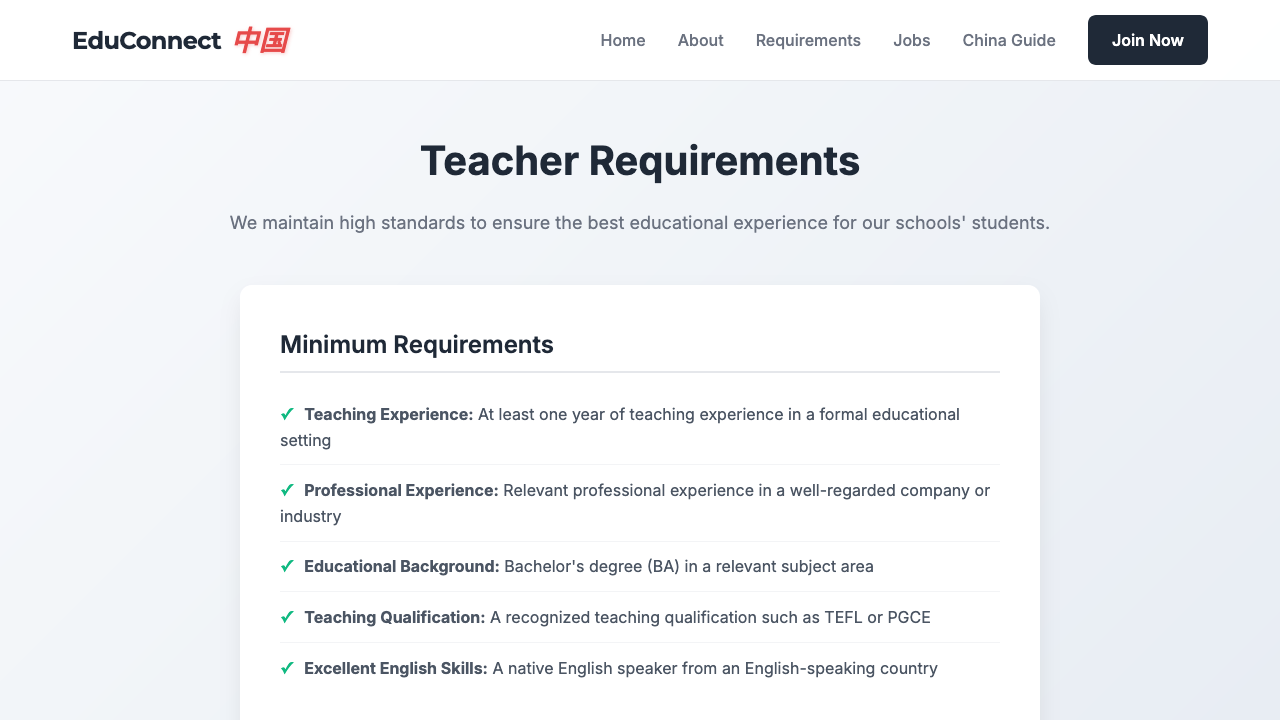 EduConnect 中国
Home
About
Requirements
Jobs
China Guide
Join Now
Teacher Requirements
We maintain high standards to ensure the best educational experience for our schools' students.
Minimum Requirements
✓ Teaching Experience: At least one year of teaching experience in a formal educational
setting
✓ Professional Experience: Relevant professional experience in a well-regarded company or
industry
✓ Educational Background: Bachelor's degree (BA) in a relevant subject area
✓ Teaching Qualification: A recognized teaching qualification such as TEFL or PGCE
✓ Excellent English Skills: A native English speaker from an English-speaking country